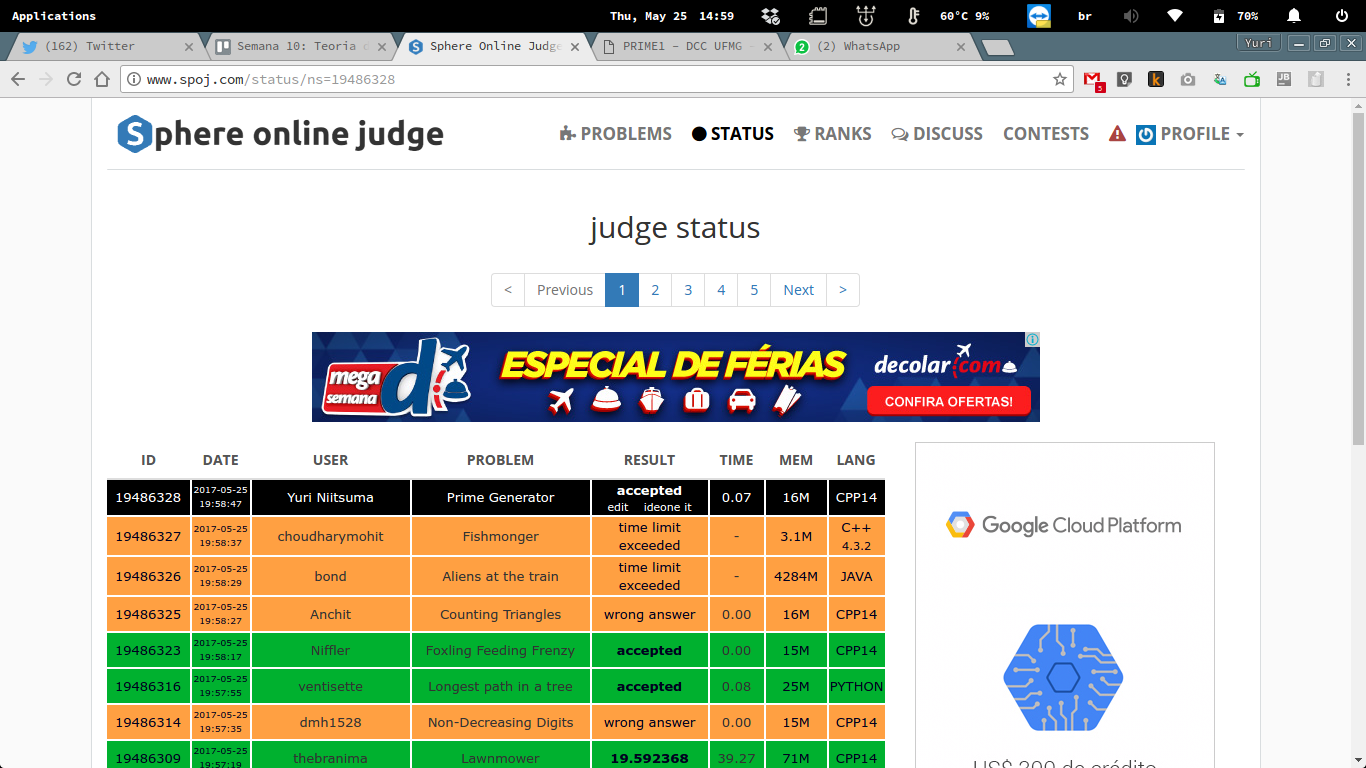 Applications
Thu, May 25 14:59
60°C 9%
br
70%
(162) Twitter
Semana 10: Teoria d
Sphere Online Judge
PRIME1 – DCC UFMG
(2) WhatsApp
Yuri
www.spoj.com/status/ns=19486328
5
Sphere online judge
PROBLEMS
STATUS
RANKS
DISCUSS
CONTESTS
PROFILE
judge status
< Previous 1 2 3 4 5 Next >
mega semana d
ESPECIAL DE FÉRIAS
decolar.com
CONFIRA OFERTAS!
ID DATE USER PROBLEM RESULT TIME MEM LANG
19486328 2017-05-25 19:58:47 Yuri Niitsuma Prime Generator accepted edit ideone it 0.07 16M CPP14
19486327 2017-05-25 19:58:37 choudharymohit Fishmonger time limit exceeded - 3.1M C++ 4.3.2
19486326 2017-05-25 19:58:29 bond Aliens at the train time limit exceeded - 4284M JAVA
19486325 2017-05-25 19:58:27 Anchit Counting Triangles wrong answer 0.00 16M CPP14
19486323 2017-05-25 19:58:17 Niffler Foxling Feeding Frenzy accepted 0.00 15M CPP14
19486316 2017-05-25 19:57:55 ventisette Longest path in a tree accepted 0.08 25M PYTHON
19486314 2017-05-25 19:57:35 dmh1528 Non-Decreasing Digits wrong answer 0.00 15M CPP14
19486309 2017-05-25 19:57:19 thebranima Lawnmower 19.592368 39.27 71M CPP14
Google Cloud Platform
US$ 300 de crédito